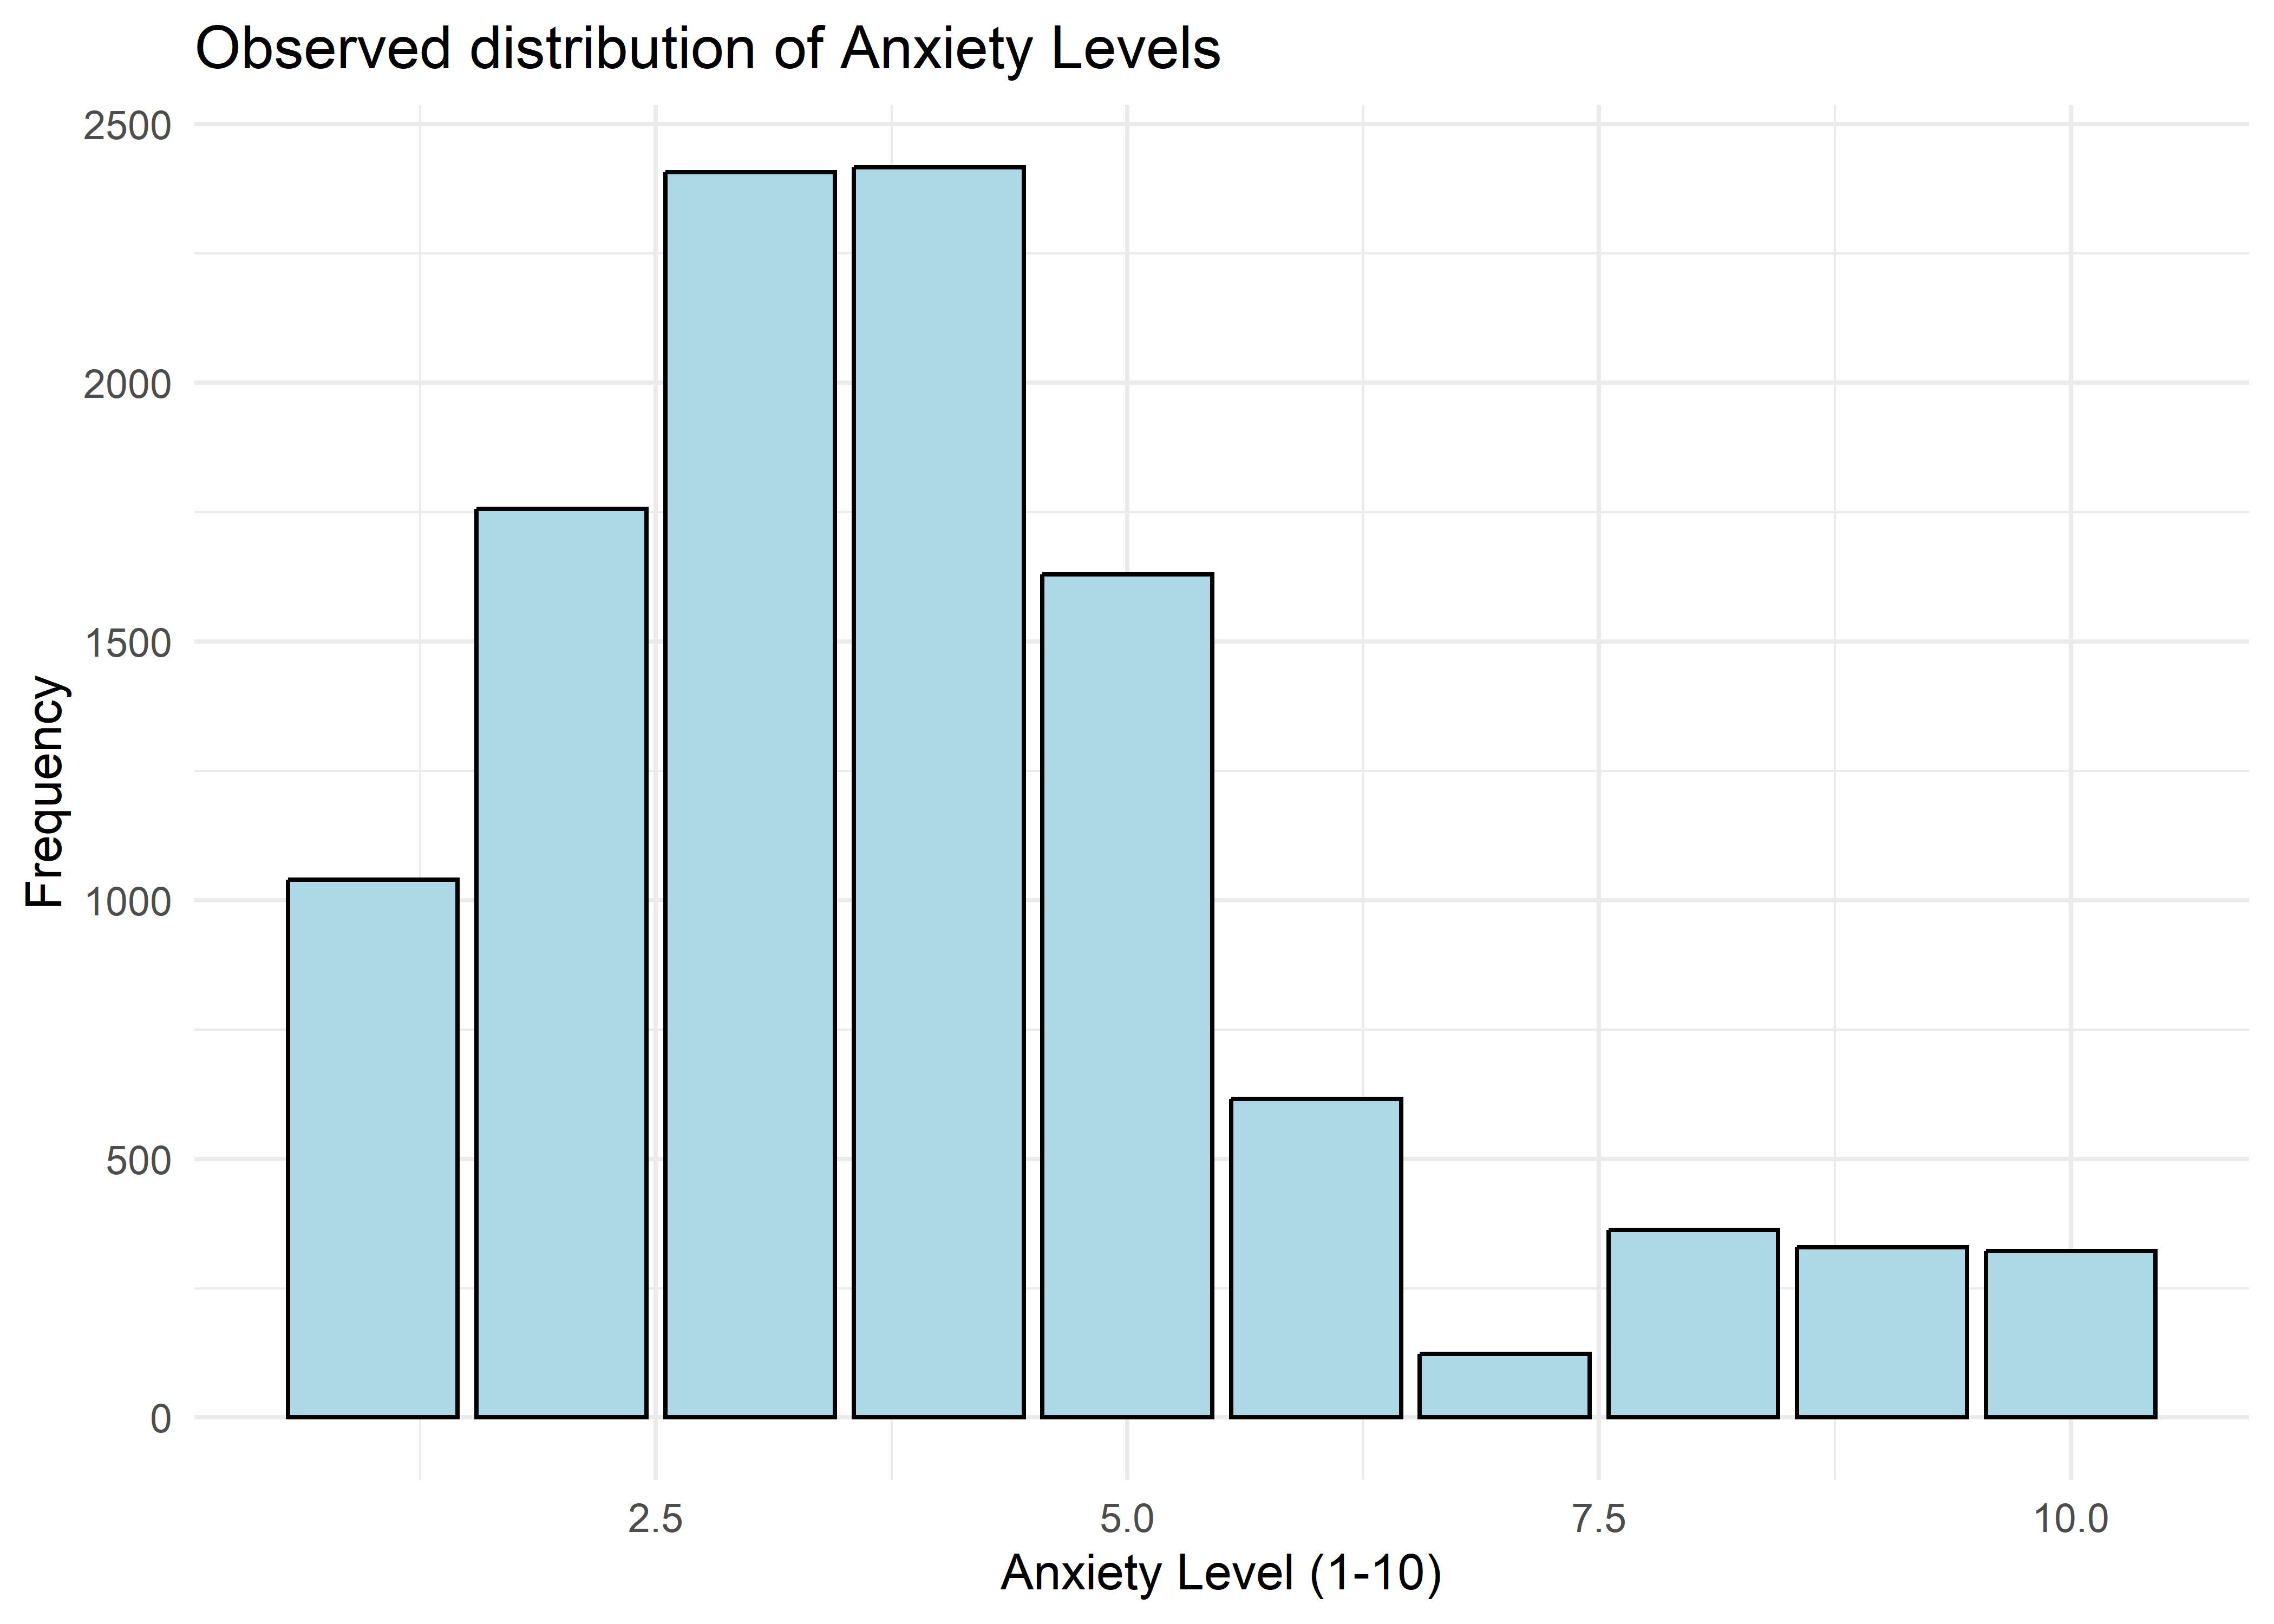 Observed distribution of Anxiety Levels
2500
2000
1500
1000
500
0
Frequency
2.5 5.0 7.5 10.0
Anxiety Level (1-10)